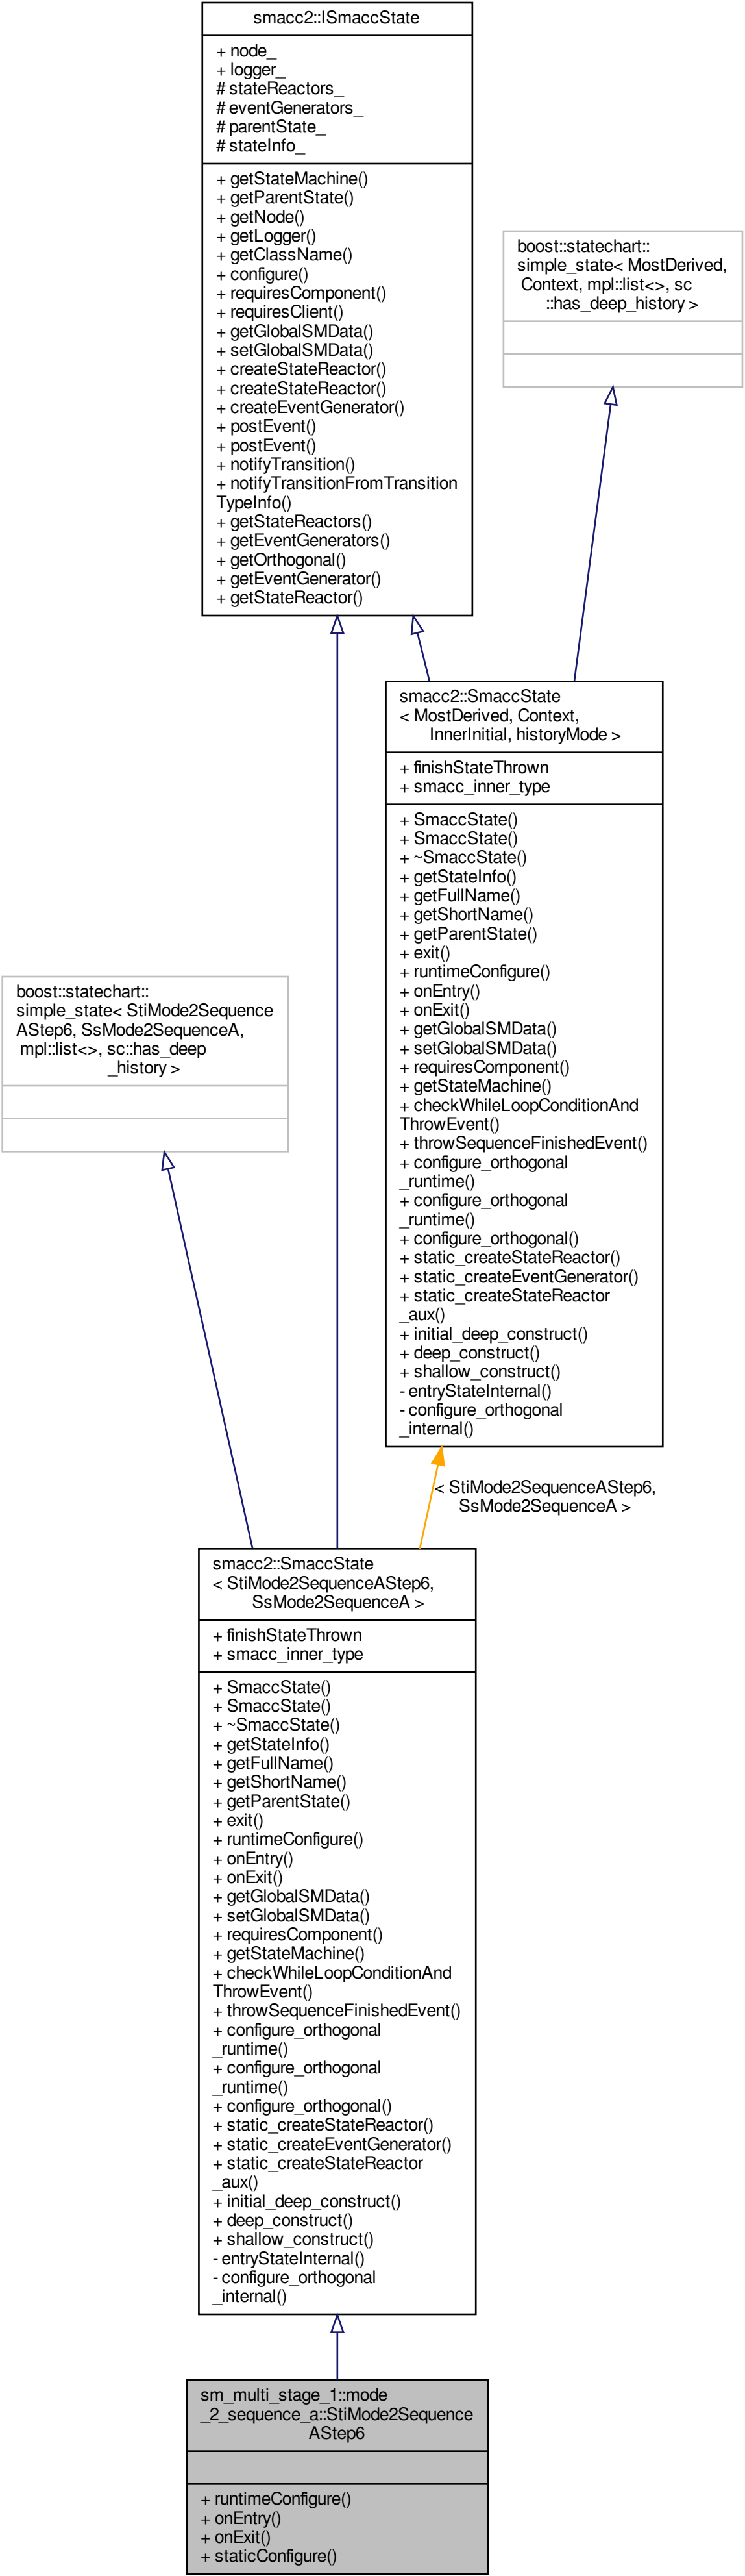 smacc2::ISmaccState
+ node_
+ logger_
# stateReactors_
# eventGenerators_
# parentState_
# stateInfo_
+ getStateMachine()
+ getParentState()
+ getNode()
+ getLogger()
+ getClassName()
+ configure()
+ requiresComponent()
+ requiresClient()
+ getGlobalSMData()
+ setGlobalSMData()
+ createStateReactor()
+ createStateReactor()
+ createEventGenerator()
+ postEvent()
+ postEvent()
+ notifyTransition()
+ notifyTransitionFromTransition
TypeInfo()
+ getStateReactors()
+ getEventGenerators()
+ getOrthogonal()
+ getEventGenerator()
+ getStateReactor()
boost::statechart::
simple_state< MostDerived,
Context, mpl::list<>, sc
::has_deep_history >
smacc2::SmaccState
< MostDerived, Context,
InnerInitial, historyMode >
+ finishStateThrown
+ smacc_inner_type
+ SmaccState()
+ SmaccState()
+ ~SmaccState()
+ getStateInfo()
+ getFullName()
+ getShortName()
+ getParentState()
+ exit()
+ runtimeConfigure()
+ onEntry()
+ onExit()
+ getGlobalSMData()
+ setGlobalSMData()
+ requiresComponent()
+ getStateMachine()
+ checkWhileLoopConditionAnd
ThrowEvent()
+ throwSequenceFinishedEvent()
+ configure_orthogonal
_runtime()
+ configure_orthogonal
_runtime()
+ configure_orthogonal()
+ static_createStateReactor()
+ static_createEventGenerator()
+ static_createStateReactor
_aux()
+ initial_deep_construct()
+ deep_construct()
+ shallow_construct()
- entryStateInternal()
- configure_orthogonal
_internal()
boost::statechart::
simple_state< StiMode2Sequence
AStep6, SsMode2SequenceA,
mpl::list<>, sc::has_deep
_history >
< StiMode2SequenceAStep6,
SsMode2SequenceA >
smacc2::SmaccState
< StiMode2SequenceAStep6,
SsMode2SequenceA >
+ finishStateThrown
+ smacc_inner_type
+ SmaccState()
+ SmaccState()
+ ~SmaccState()
+ getStateInfo()
+ getFullName()
+ getShortName()
+ getParentState()
+ exit()
+ runtimeConfigure()
+ onEntry()
+ onExit()
+ getGlobalSMData()
+ setGlobalSMData()
+ requiresComponent()
+ getStateMachine()
+ checkWhileLoopConditionAnd
ThrowEvent()
+ throwSequenceFinishedEvent()
+ configure_orthogonal
_runtime()
+ configure_orthogonal
_runtime()
+ configure_orthogonal()
+ static_createStateReactor()
+ static_createEventGenerator()
+ static_createStateReactor
_aux()
+ initial_deep_construct()
+ deep_construct()
+ shallow_construct()
- entryStateInternal()
- configure_orthogonal
_internal()
sm_multi_stage_1::mode
_2_sequence_a::StiMode2Sequence
AStep6
+ runtimeConfigure()
+ onEntry()
+ onExit()
+ staticConfigure()